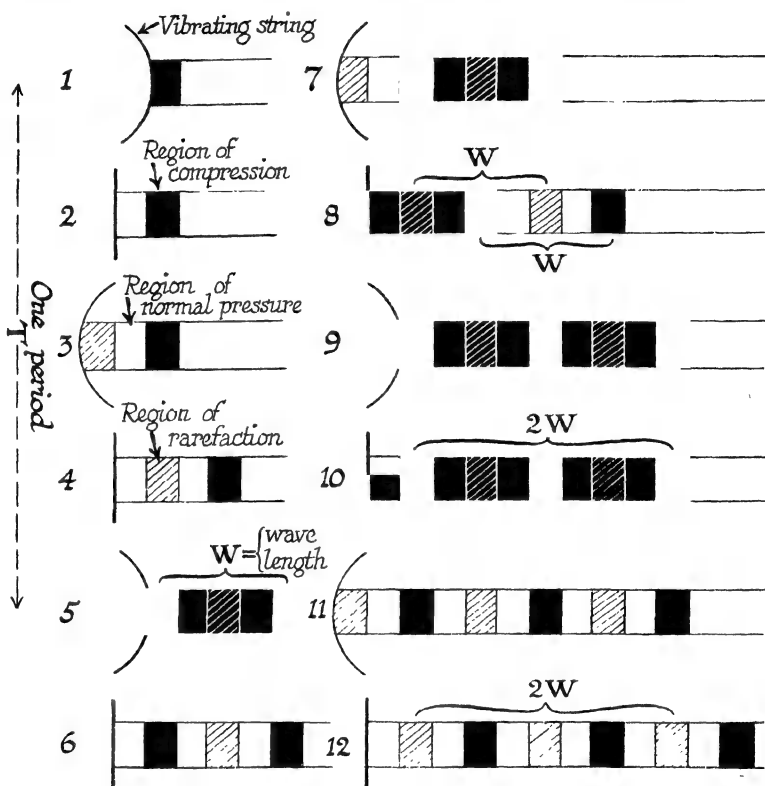 Vibrating string
1
7
Region of
compression
W
2
8
W
Region of
normal pressure
3
9
One period
T
Region of
rarefaction
2W
4
10
W = { wave
length
5
11
2W
6
12